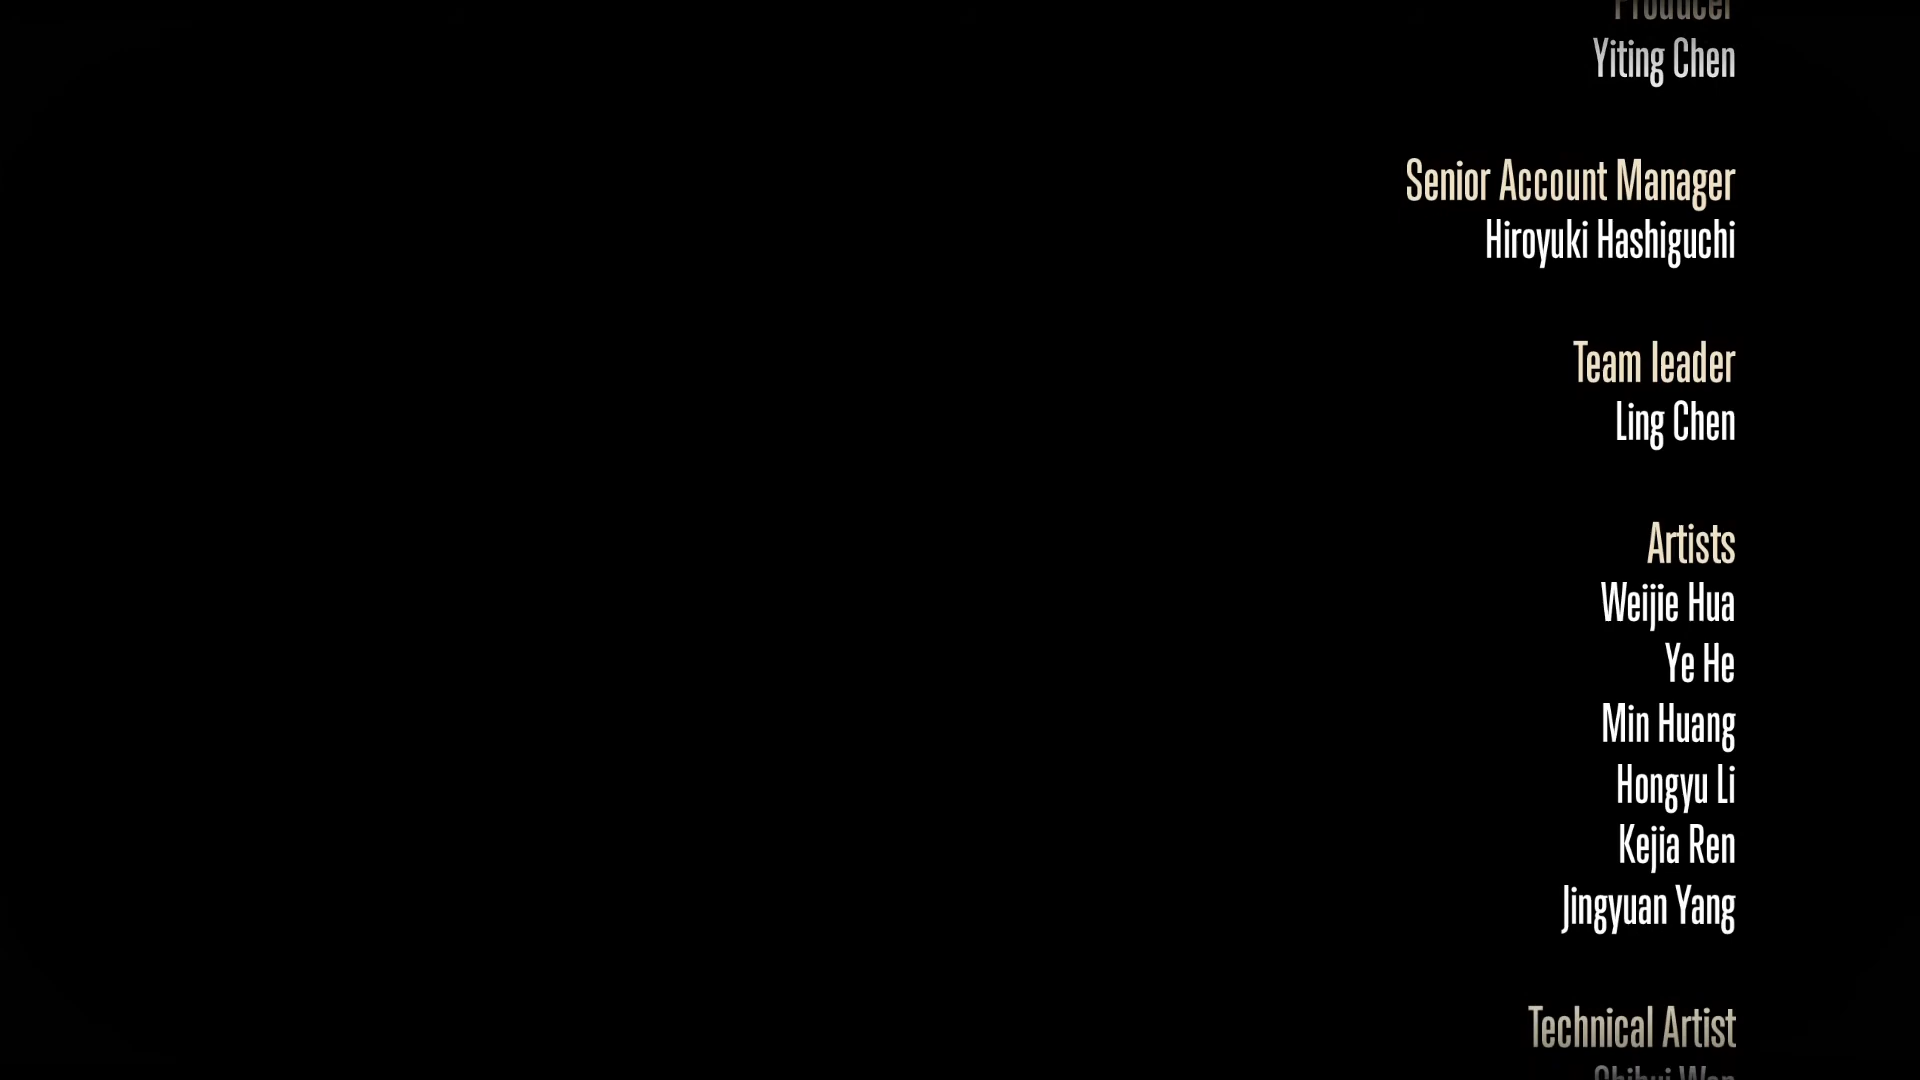 Producer
Yiting Chen
Senior Account Manager
Hiroyuki Hashiguchi
Team leader
Ling Chen
Artists
Weijie Hua
Ye He
Min Huang
Hongyu Li
Kejia Ren
Jingyuan Yang
Technical Artist